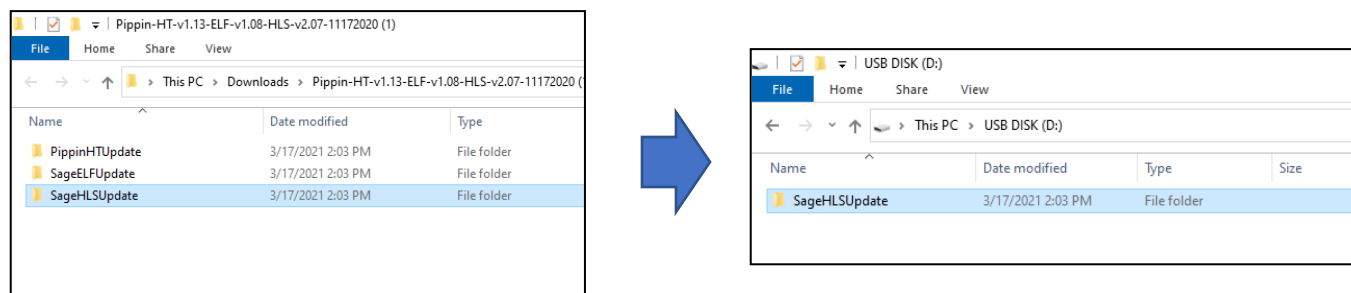 Pippin-HT-v1.13-ELF-v1.08-HLS-v2.07-11172020 (1)
File Home Share View
This PC > Downloads > Pippin-HT-v1.13-ELF-v1.08-HLS-v2.07-11172020 (
Name Date modified Type
PippinHTUpdate 3/17/2021 2:03 PM File folder
SageELFUpdate 3/17/2021 2:03 PM File folder
SageHLSUpdate 3/17/2021 2:03 PM File folder
USB DISK (D:)
File Home Share View
This PC > USB DISK (D:)
Name Date modified Type Size
SageHLSUpdate 3/17/2021 2:03 PM File folder